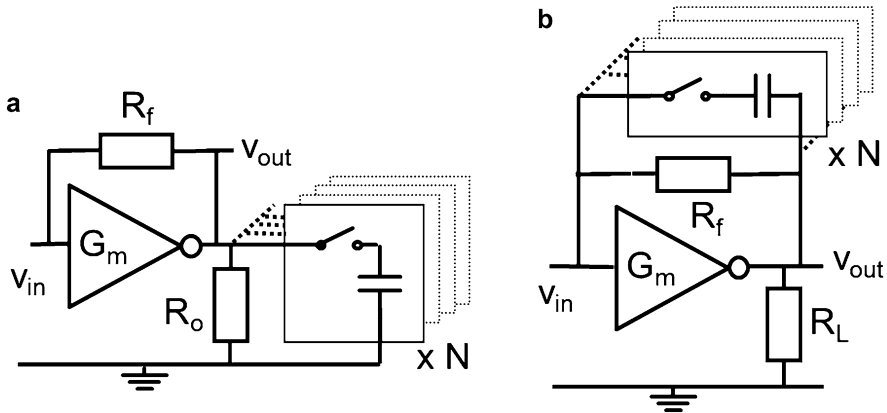 a
R_f
v_out
G_m
v_in
R_o
x N
b
x N
R_f
G_m
v_in
v_out
R_L